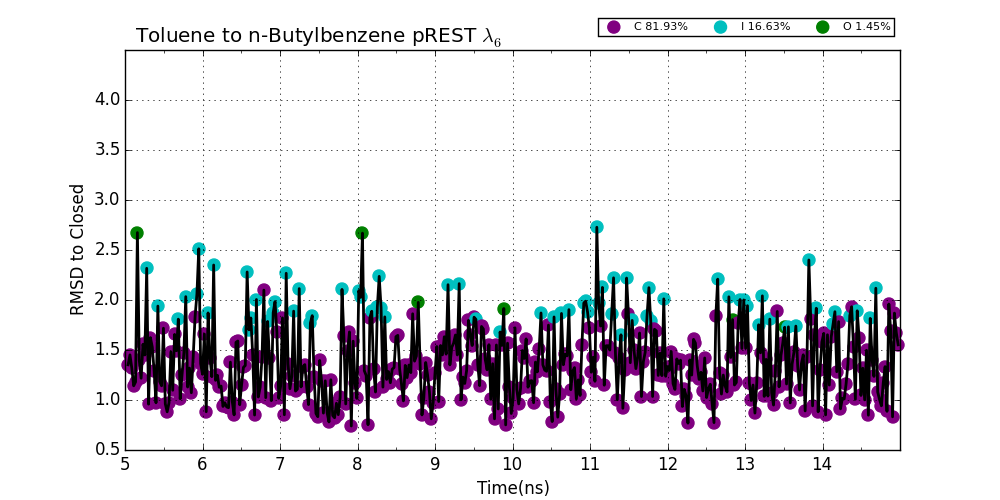 Toluene to n-Butylbenzene pREST λ6
C 81.93% I 16.63% O 1.45%
RMSD to Closed
4.0
3.5
3.0
2.5
2.0
1.5
1.0
0.5
5 6 7 8 9 10 11 12 13 14
Time(ns)